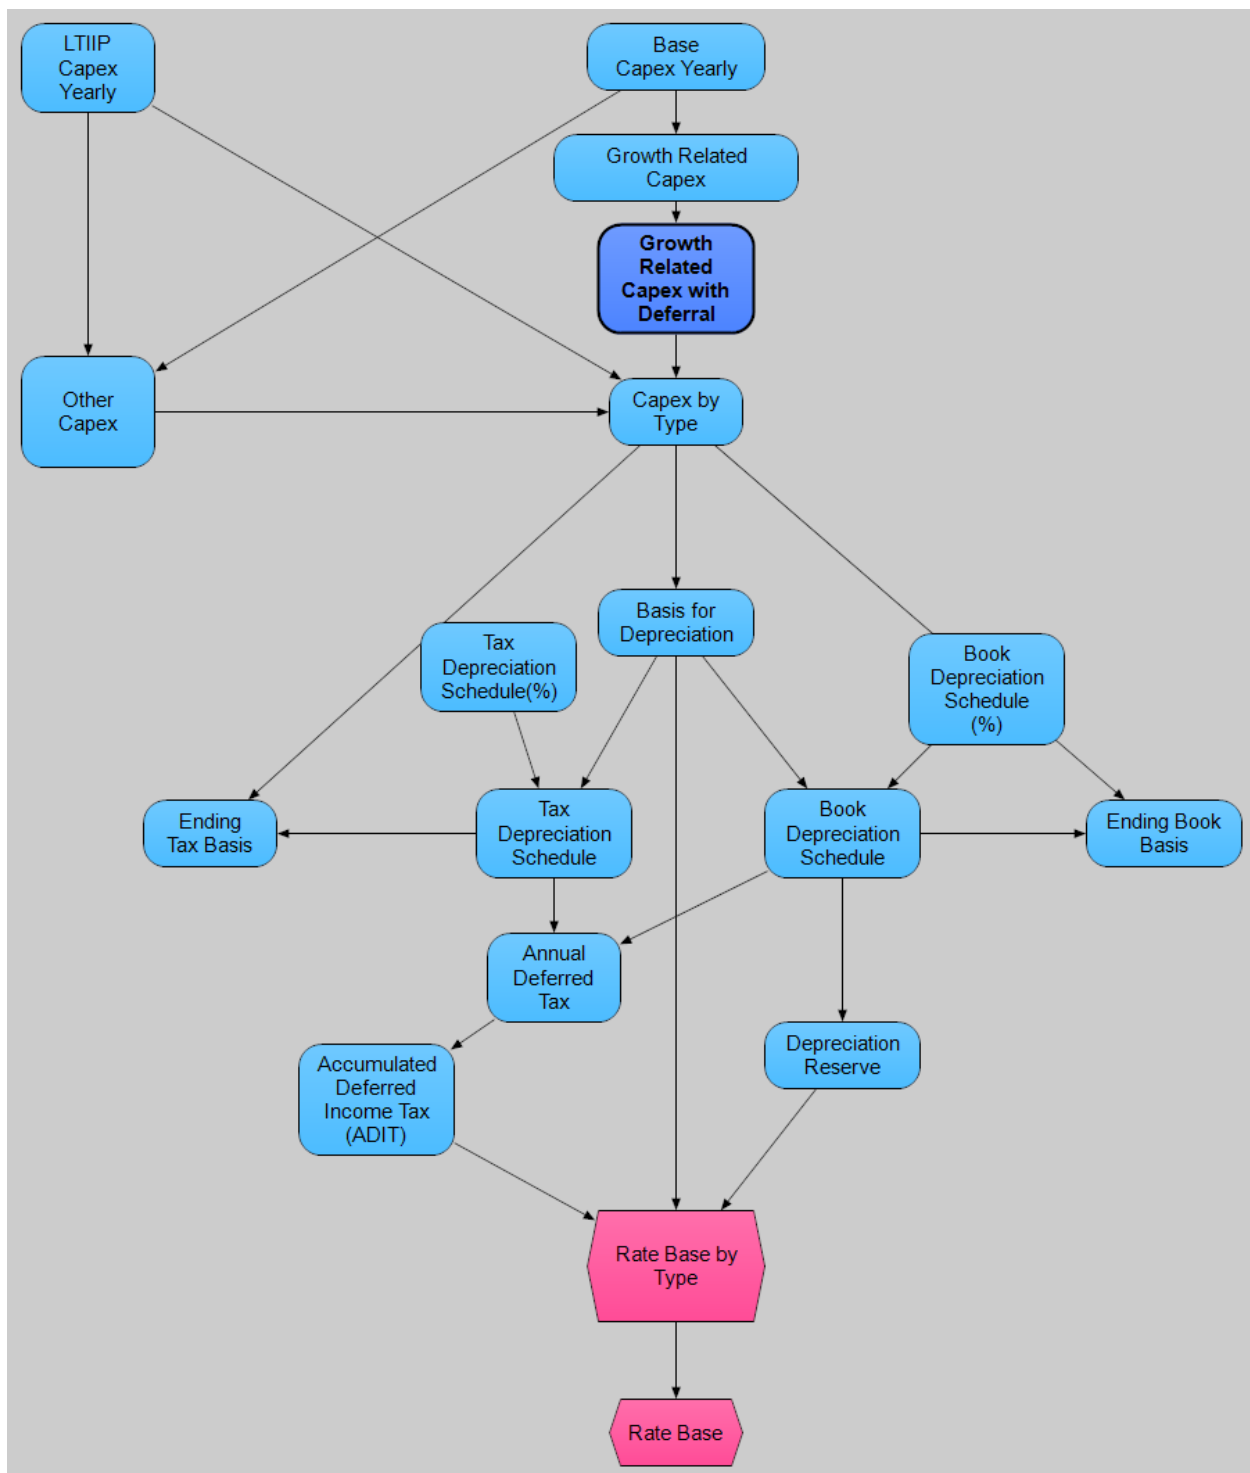 LTIIP
Capex
Yearly
Base
Capex Yearly
Growth Related
Capex
Growth
Related
Capex with
Deferral
Other
Capex
Capex by
Type
Basis for
Depreciation
Tax
Depreciation
Schedule(%)
Book
Depreciation
Schedule
(%)
Ending
Tax Basis
Tax
Depreciation
Schedule
Book
Depreciation
Schedule
Ending Book
Basis
Annual
Deferred
Tax
Depreciation
Reserve
Accumulated
Deferred
Income Tax
(ADIT)
Rate Base by
Type
Rate Base